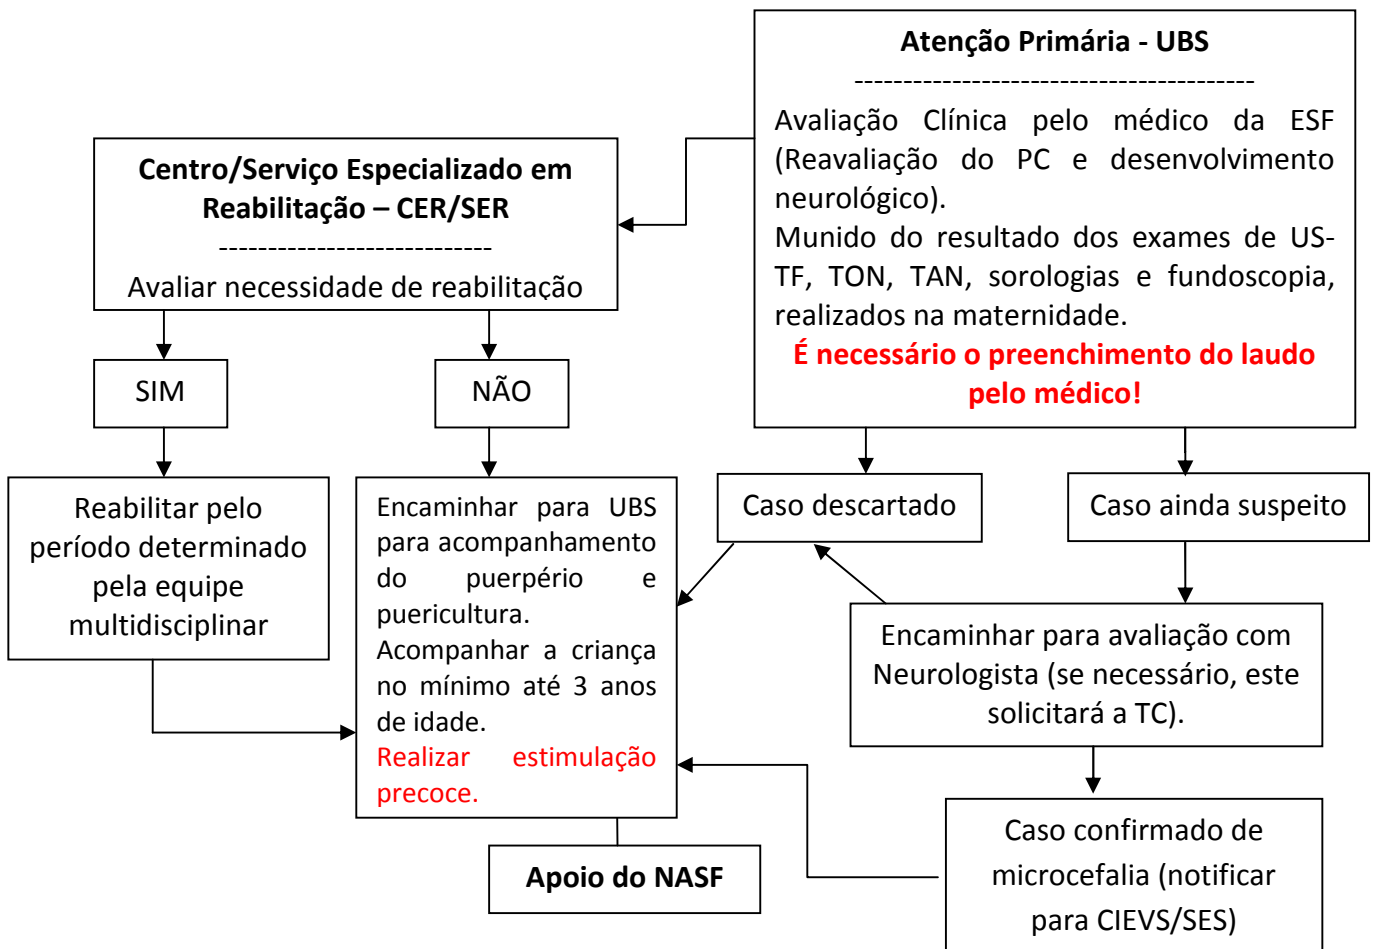 Atenção Primária - UBS
-----------------------------------------
Avaliação Clínica pelo médico da ESF
(Reavaliação do PC e desenvolvimento
neurológico).
Munido do resultado dos exames de US-
TF, TON, TAN, sorologias e fundoscopia,
realizados na maternidade.
É necessário o preenchimento do laudo
pelo médico!
Centro/Serviço Especializado em
Reabilitação – CER/SER
----------------------------
Avaliar necessidade de reabilitação
SIM
NÃO
Caso descartado
Caso ainda suspeito
Reabilitar pelo
período determinado
pela equipe
multidisciplinar
Encaminhar para UBS
para acompanhamento
do puerpério e
puericultura.
Acompanhar a criança
no mínimo até 3 anos
de idade.
Realizar estimulação
precoce.
Encaminhar para avaliação com
Neurologista (se necessário, este
solicitará a TC).
Apoio do NASF
Caso confirmado de
microcefalia (notificar
para CIEVS/SES)